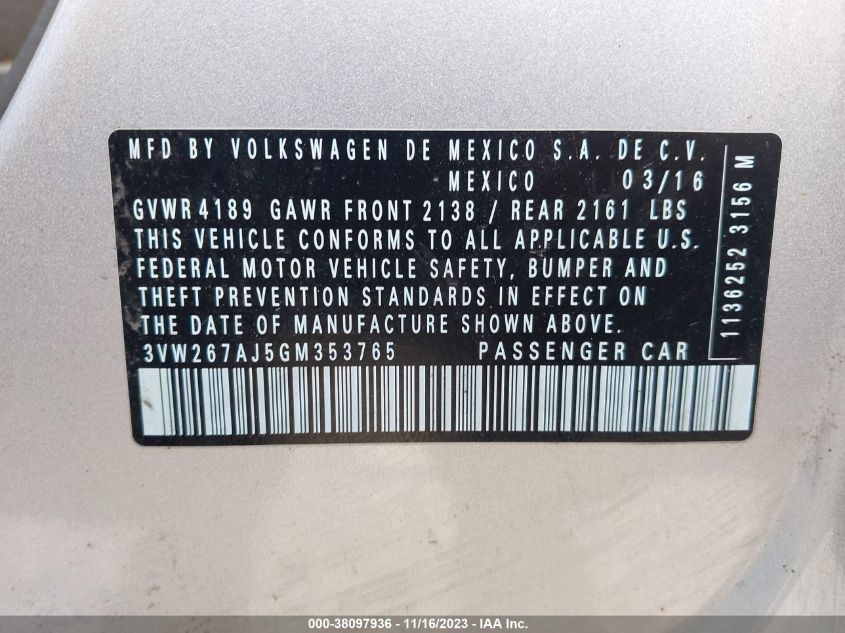 MFD BY VOLKSWAGEN DE MEXICO S.A. DE C.V.
MEXICO 03/16
GVWR 4189 GAWR FRONT 2138 / REAR 2161 LBS
THIS VEHICLE CONFORMS TO ALL APPLICABLE U.S.
FEDERAL MOTOR VEHICLE SAFETY, BUMPER AND
THEFT PREVENTION STANDARDS IN EFFECT ON
THE DATE OF MANUFACTURE SHOWN ABOVE.
3VW267AJ5GM353765 PASSENGER CAR
1136252 3156 M
000-38097936 - 11/16/2023 - IAA Inc.